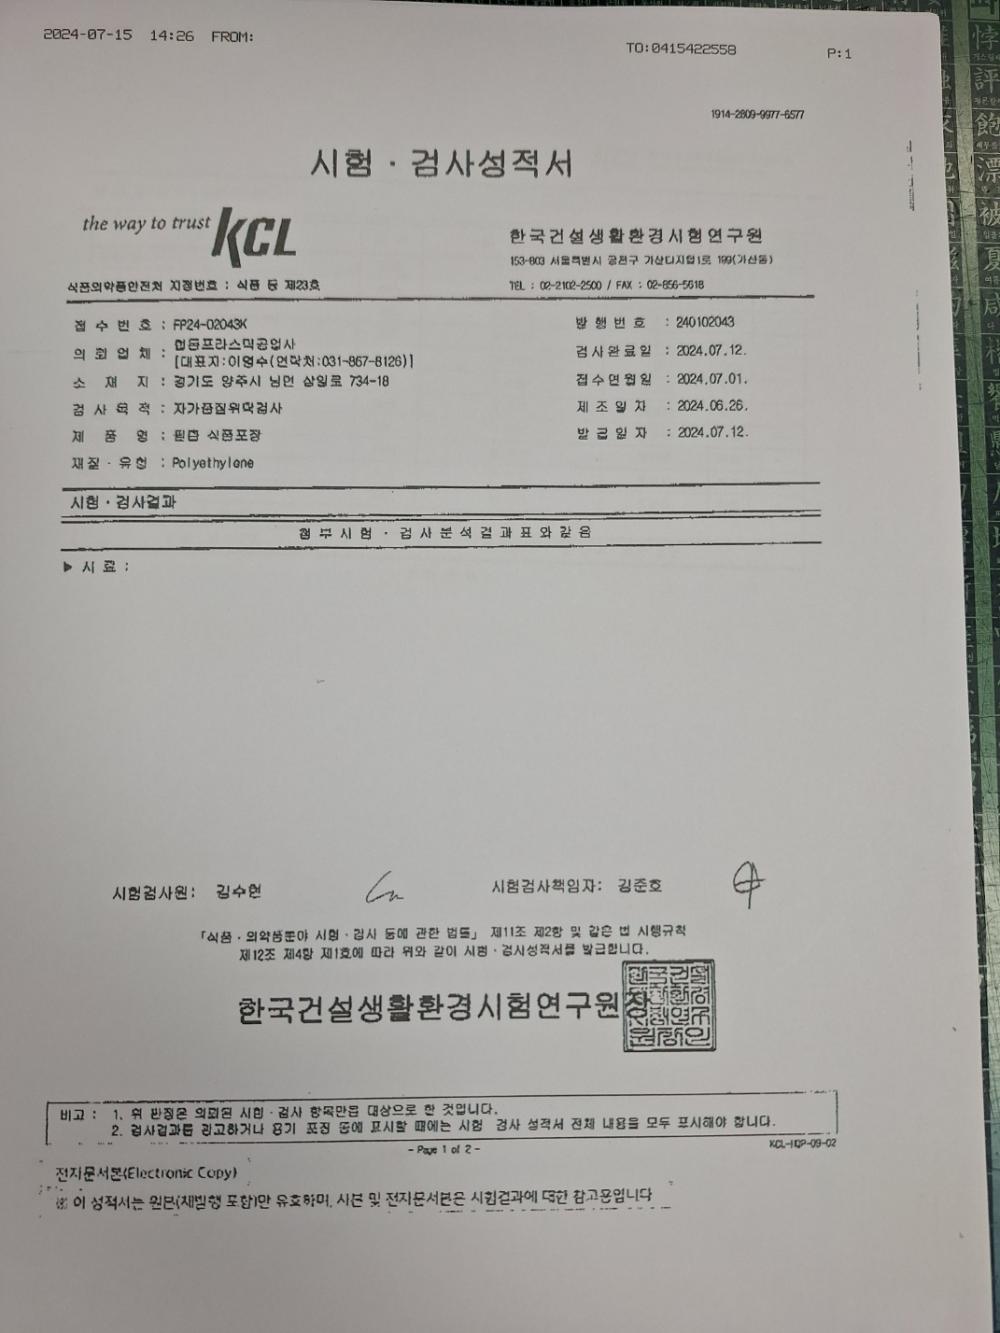 2024-07-15 14:26 FROM:
TO:0415422558
P:1
1914-2809-9977-6577
시험 · 검사성적서
the way to trust KCL
한국건설생활환경시험연구원
153-803 서울특별시 금천구 가산디지털1로 199(가산동)
식품의약품안전처 지정번호 : 식품 등 제23호
TEL : 02-2102-2500 / FAX : 02-856-5618
접 수 번 호 : FP24-02043K
발 행 번 호 : 240102043
의 뢰 업 체 : 협동프라스틱공업사
[대표자:이영수(연락처:031-867-8126)]
검사완료일 : 2024.07.12.
소 재 지 : 경기도 양주시 남면 삼일로 734-18
접수연월일 : 2024.07.01.
검 사 목 적 : 자가품질위탁검사
제 조 일 자 : 2024.06.26.
제 품 명 : 필름 식품포장
발 급 일 자 : 2024.07.12.
재질 · 유형 : Polyethylene
시험 · 검사결과
첨 부 시 험 · 검 사 분 석 결 과 표 와 같 음
▶ 시 료 :
시험검사원: 김수현
시험검사책임자: 김준호
「식품 · 의약품분야 시험 · 검사 등에 관한 법률」 제11조 제2항 및 같은 법 시행규칙
제12조 제4항 제1호에 따라 위와 같이 시험 · 검사성적서를 발급합니다.
한국건설생활환경시험연구원장
비고 : 1. 위 판정은 의뢰된 시험 · 검사 항목만을 대상으로 한 것입니다.
2. 검사결과를 광고하거나 용기 포장 등에 표시할 때에는 시험 검사 성적서 전체 내용을 모두 표시해야 합니다.
- Page 1 of 2 -
KCL-HQP-09-02
전자문서본(Electronic Copy)
※ 이 성적서는 원본(재발행 포함)만 유효하며, 사본 및 전자문서본은 시험결과에 대한 참고용입니다